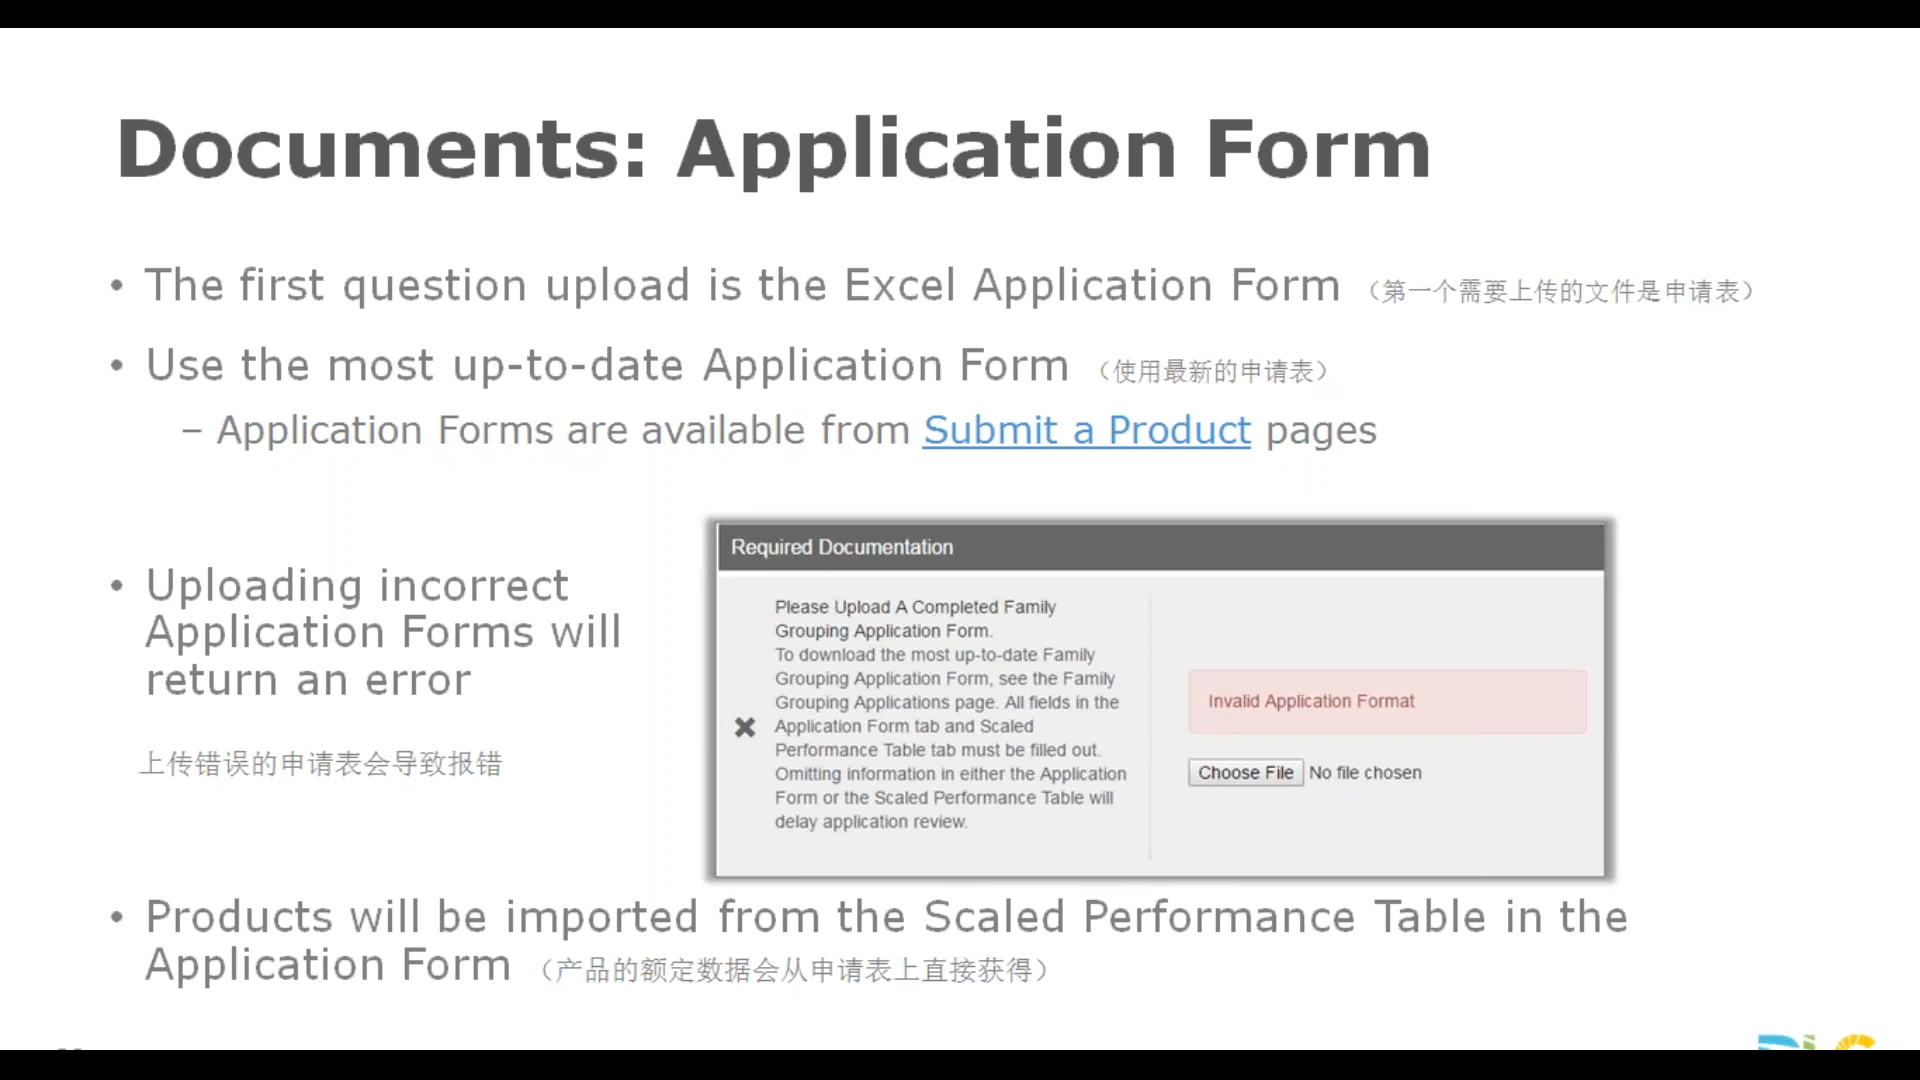 Documents: Application Form
• The first question upload is the Excel Application Form （第一个需要上传的文件是申请表）
• Use the most up-to-date Application Form （使用最新的申请表）
– Application Forms are available from Submit a Product pages
• Uploading incorrect
Application Forms will
return an error
上传错误的申请表会导致报错
Required Documentation
Please Upload A Completed Family
Grouping Application Form.
To download the most up-to-date Family
Grouping Application Form, see the Family
Grouping Applications page. All fields in the
Application Form tab and Scaled
Performance Table tab must be filled out.
Omitting information in either the Application
Form or the Scaled Performance Table will
delay application review.
Invalid Application Format
Choose File No file chosen
• Products will be imported from the Scaled Performance Table in the
Application Form （产品的额定数据会从申请表上直接获得）